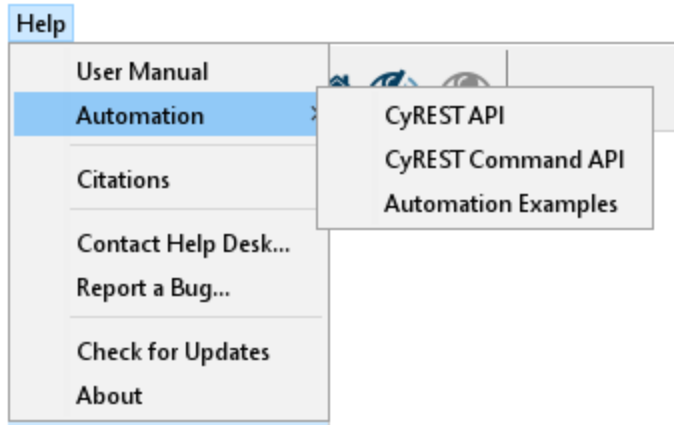 Help
User Manual
Automation
CyREST API
CyREST Command API
Automation Examples
Citations
Contact Help Desk...
Report a Bug...
Check for Updates
About